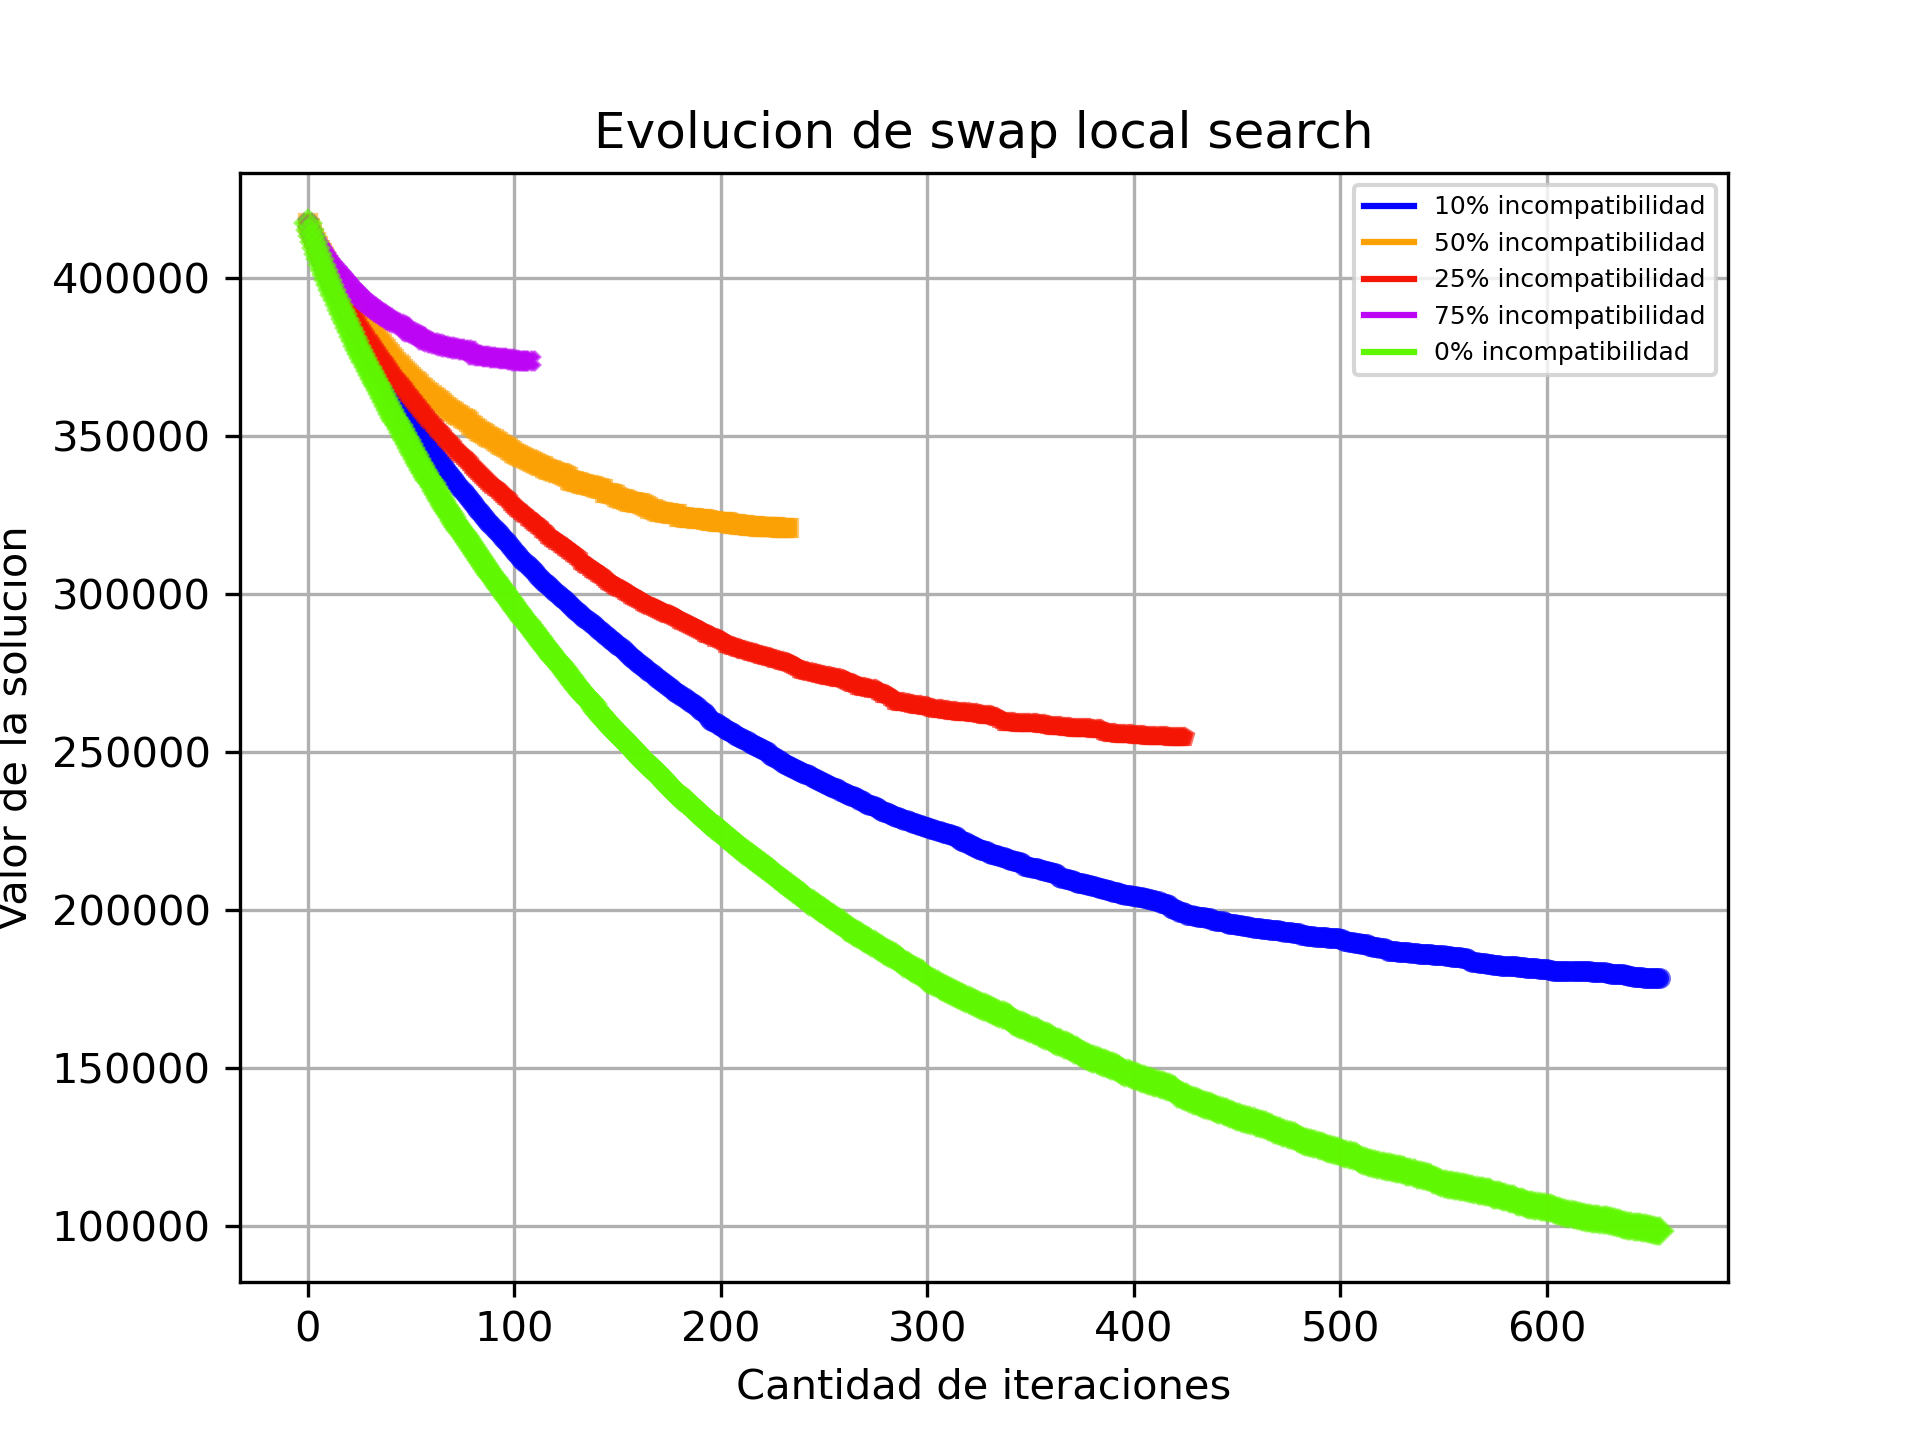 Evolucion de swap local search
10% incompatibilidad
50% incompatibilidad
25% incompatibilidad
75% incompatibilidad
0% incompatibilidad
400000
350000
300000
250000
200000
150000
100000
Valor de la solucion
0 100 200 300 400 500 600
Cantidad de iteraciones